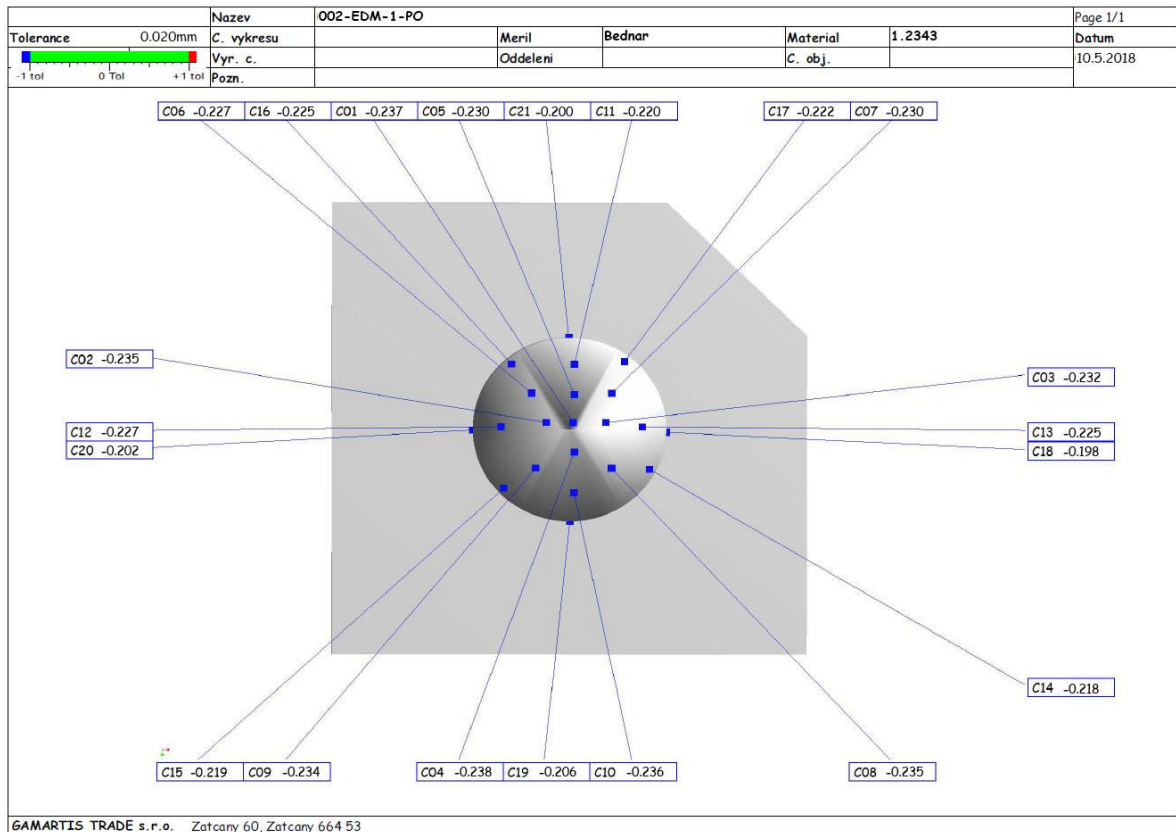 Nazev 002-EDM-1-PO Page 1/1
Tolerance 0.020mm C. vykresu Meril Bednar Material 1.2343 Datum
Vyr. c. Oddeleni C. obj. 10.5.2018
-1 tol 0 Tol +1 tol Pozn.
C06 -0.227 C16 -0.225 C01 -0.237 C05 -0.230 C21 -0.200 C11 -0.220 C17 -0.222 C07 -0.230
C02 -0.235
C03 -0.232
C12 -0.227 C13 -0.225
C20 -0.202 C18 -0.198
C14 -0.218
C15 -0.219 C09 -0.234 C04 -0.238 C19 -0.206 C10 -0.236 C08 -0.235
GAMARTIS TRADE s.r.o. Zatcany 60, Zatcany 664 53